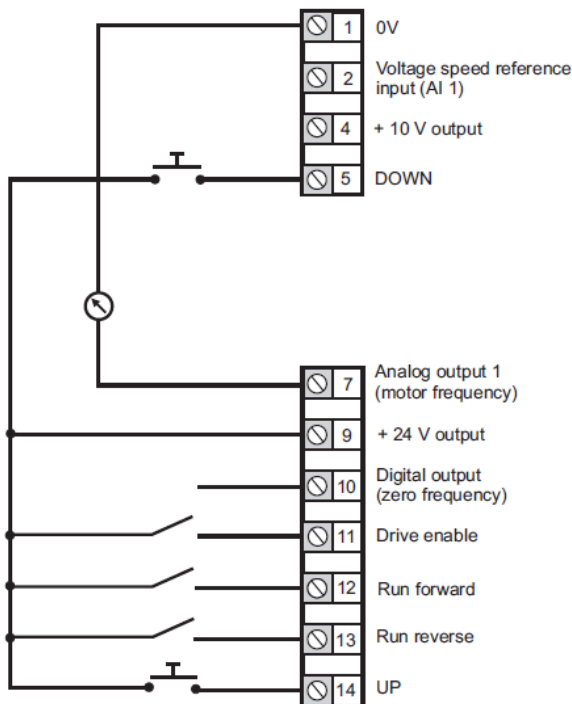 1 0V
2 Voltage speed reference
input (AI 1)
4 + 10 V output
5 DOWN
7 Analog output 1
(motor frequency)
9 + 24 V output
10 Digital output
(zero frequency)
11 Drive enable
12 Run forward
13 Run reverse
14 UP